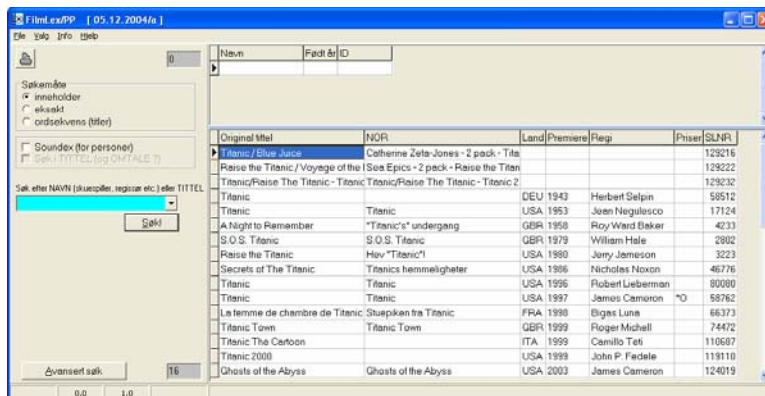 FilmLex/PP [ 05.12.2004/a ]
File Valg Info Hjelp
0
Søkemåte
inneholder
eksakt
ordsekvens (titler)
Soundex (for personer)
Søk i TITTEL (og OMTALE ?)
Søk etter NAVN (skuespiller, regissør etc.) eller TITTEL
Søk!
Avansert søk 16
0.0 1.0
Navn Født år ID
Original tittel NOR Land Premiere Regi Priser SLNR
Titanic / Blue Juice Catherine Zeta-Jones - 2 pack - Tita 129216
Raise the Titanic / Voyage of the Sea Epics - 2 pack - Raise the Titan 129222
Titanic/Raise The Titanic - Titanic Titanic/Raise The Titanic - Titanic 2 129232
Titanic DEU 1943 Herbert Selpin 58512
Titanic Titanic USA 1953 Jean Negulesco 17124
A Night to Remember "Titanic's" undergang GBR 1958 Roy Ward Baker 4233
S.O.S. Titanic S.O.S. Titanic GBR 1979 William Hale 2802
Raise the Titanic Hev "Titanic"! USA 1980 Jerry Jameson 3223
Secrets of The Titanic Titanics hemmeligheter USA 1986 Nicholas Noxon 46776
Titanic Titanic USA 1996 Robert Lieberman 80080
Titanic Titanic USA 1997 James Cameron *O 58762
La femme de chambre de Titanic Stuepiken fra Titanic FRA 1998 Bigas Luna 66373
Titanic Town Titanic Town GBR 1999 Roger Michell 74472
Titanic The Cartoon ITA 1999 Camillo Teti 110687
Titanic 2000 USA 1999 John P. Fedele 119110
Ghosts of the Abyss Ghosts of the Abyss USA 2003 James Cameron 124019